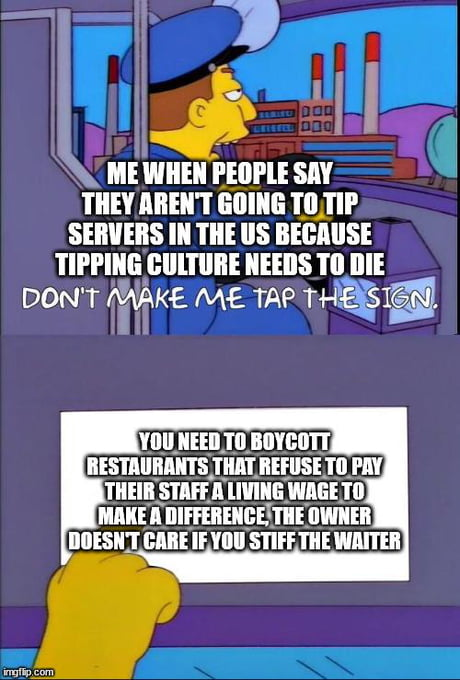 ME WHEN PEOPLE SAY
THEY AREN'T GOING TO TIP
SERVERS IN THE US BECAUSE
TIPPING CULTURE NEEDS TO DIE
DON'T MAKE ME TAP THE SIGN.
YOU NEED TO BOYCOTT
RESTAURANTS THAT REFUSE TO PAY
THEIR STAFF A LIVING WAGE TO
MAKE A DIFFERENCE, THE OWNER
DOESN'T CARE IF YOU STIFF THE WAITER
imgflip.com